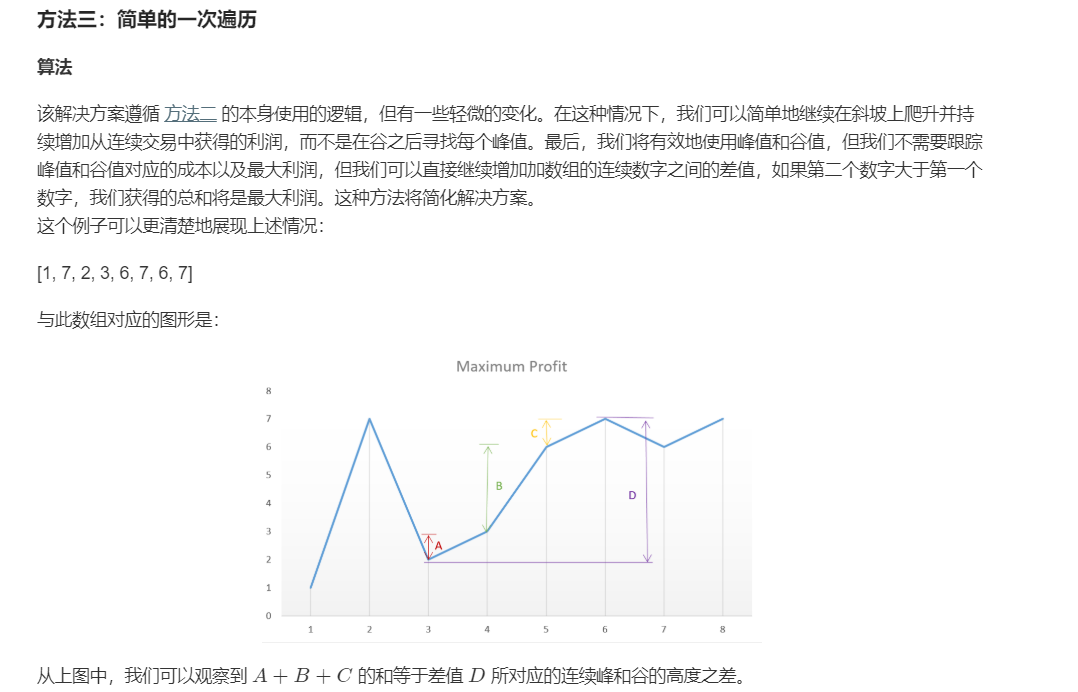 方法三：简单的一次遍历
算法
该解决方案遵循 方法二 的本身使用的逻辑，但有一些轻微的变化。在这种情况下，我们可以简单地继续在斜坡上爬升并持
续增加从连续交易中获得的利润，而不是在谷之后寻找每个峰值。最后，我们将有效地使用峰值和谷值，但我们不需要跟踪
峰值和谷值对应的成本以及最大利润，但我们可以直接继续增加加数组的连续数字之间的差值，如果第二个数字大于第一个
数字，我们获得的总和将是最大利润。这种方法将简化解决方案。
这个例子可以更清楚地展现上述情况：
[1, 7, 2, 3, 6, 7, 6, 7]
与此数组对应的图形是：
Maximum Profit
8
7
6
5
4
3
2
1
0
A
B
C
D
1 2 3 4 5 6 7 8
从上图中，我们可以观察到 A + B + C 的和等于差值 D 所对应的连续峰和谷的高度之差。